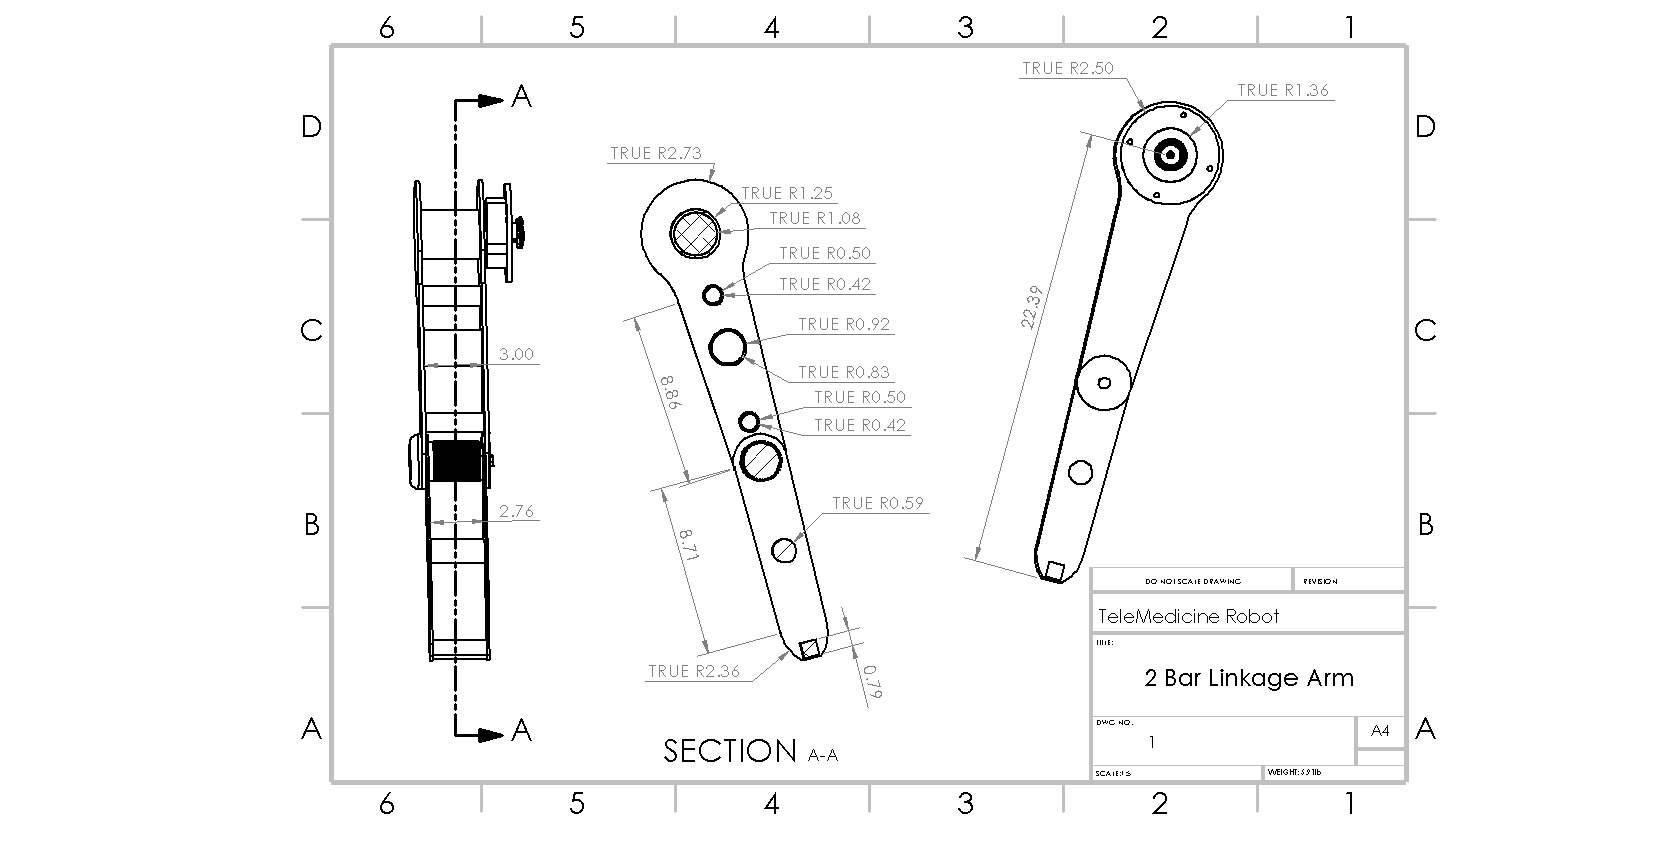 6 5 4 3 2 1
D
C
B
A
A
A
3.00
2.76
TRUE R2.73
TRUE R1.25
TRUE R1.08
TRUE R0.50
TRUE R0.42
TRUE R0.92
TRUE R0.83
TRUE R0.50
TRUE R0.42
8.86
8.71
TRUE R0.59
TRUE R2.36
0.79
SECTION A-A
TRUE R2.50
TRUE R1.36
22.39
D
C
B
A
DO NOT SCALE DRAWING
REVISION
TeleMedicine Robot
TITLE:
2 Bar Linkage Arm
DWG NO.
1
A4
SCALE:1:5
WEIGHT:
6 5 4 3 2 1